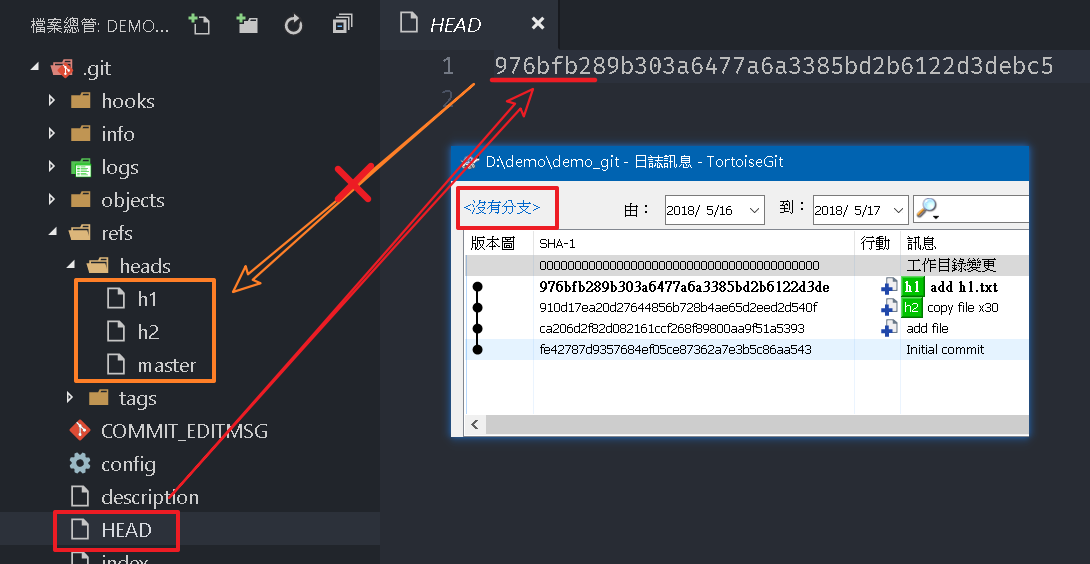 檔案總管: DEMO...
.git
hooks
info
logs
objects
refs
heads
h1
h2
master
tags
COMMIT_EDITMSG
config
description
HEAD
index
HEAD ×
1 976bfb289b303a6477a6a3385bd2b6122d3debc5
2
D:\demo\demo_git - 日誌訊息 - TortoiseGit
<沒有分支> 由： 2018/ 5/16 到： 2018/ 5/17
版本圖 SHA-1 行動 訊息
0000000000000000000000000000000000000000 工作目錄變更
976bfb289b303a6477a6a3385bd2b6122d3de h1 add h1.txt
910d17ea20d27644856b728b4ae65d2eed2d540f h2 copy file x30
ca206d2f82d082161ccf268f89800aa9f51a5393 add file
fe42787d9357684ef05ce87362a7e3b5c86aa543 Initial commit